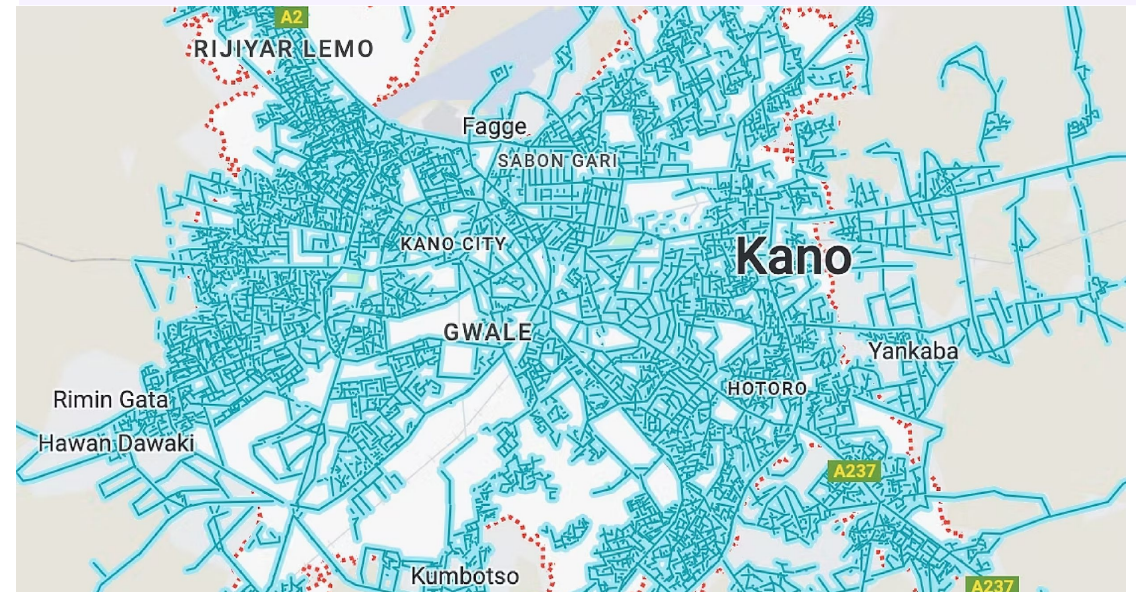 A2
RIJIYAR LEMO
Fagge
SABON GARI
KANO CITY
Kano
GWALE
Yankaba
HOTORO
Rimin Gata
Hawan Dawaki
A237
Kumbotso
A237